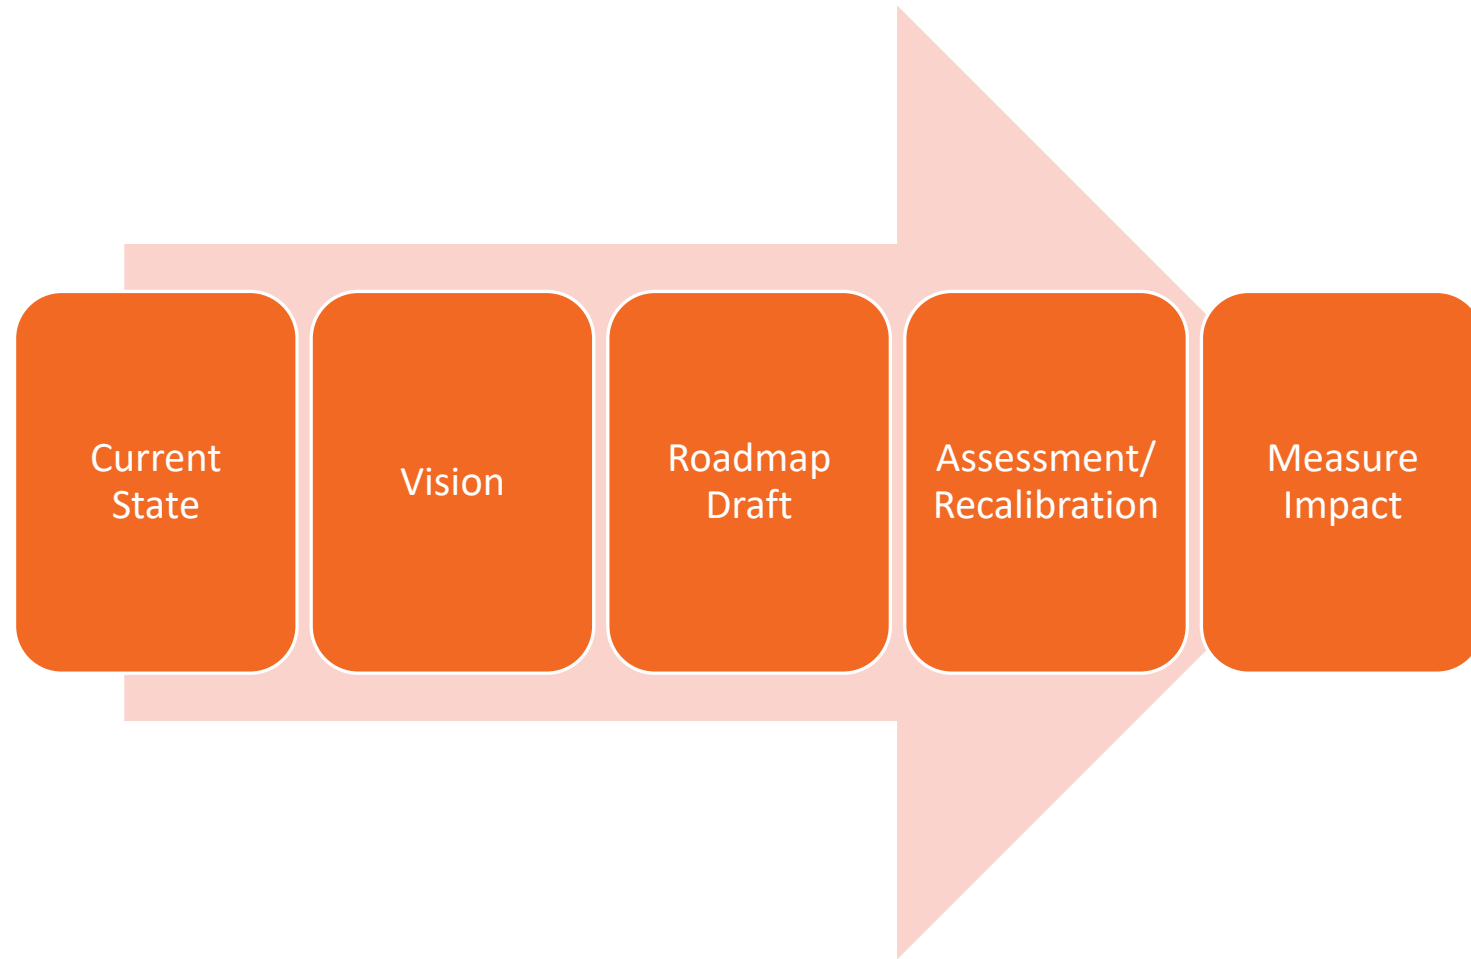 Current
State
Vision
Roadmap
Draft
Assessment/
Recalibration
Measure
Impact